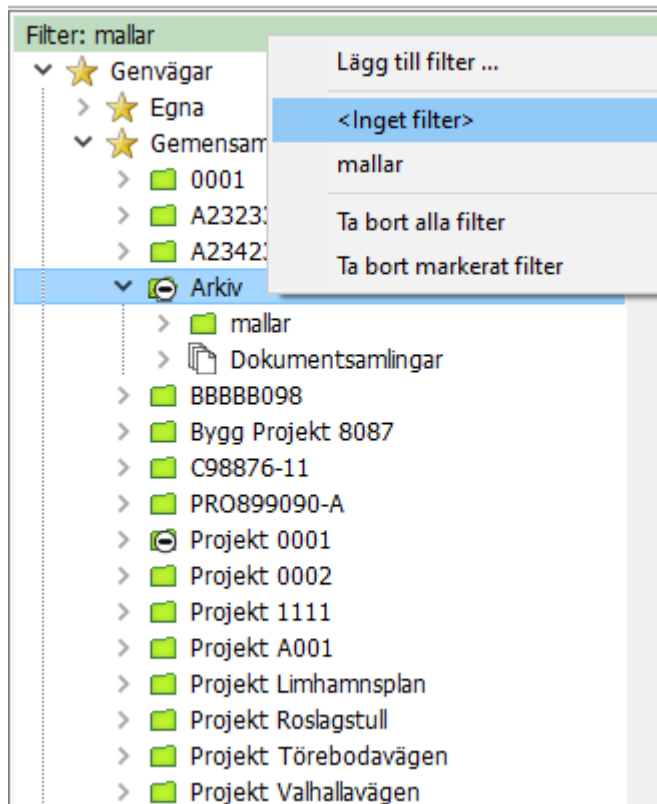 Filter: mallar
Lägg till filter ...
<Inget filter>
mallar
Ta bort alla filter
Ta bort markerat filter
Genvägar
Egna
Gemensam
0001
A2323
A2342
Arkiv
mallar
Dokumentsamlingar
BBBBB098
Bygg Projekt 8087
C98876-11
PRO899090-A
Projekt 0001
Projekt 0002
Projekt 1111
Projekt A001
Projekt Limhamnsplan
Projekt Roslagstull
Projekt Törebodavägen
Projekt Valhallavägen